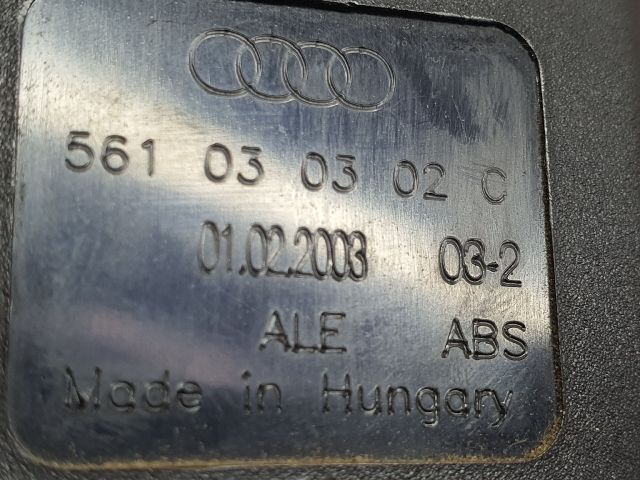 561 03 03 02 C
01.02.2003 03-2
ALE ABS
Made in Hungary